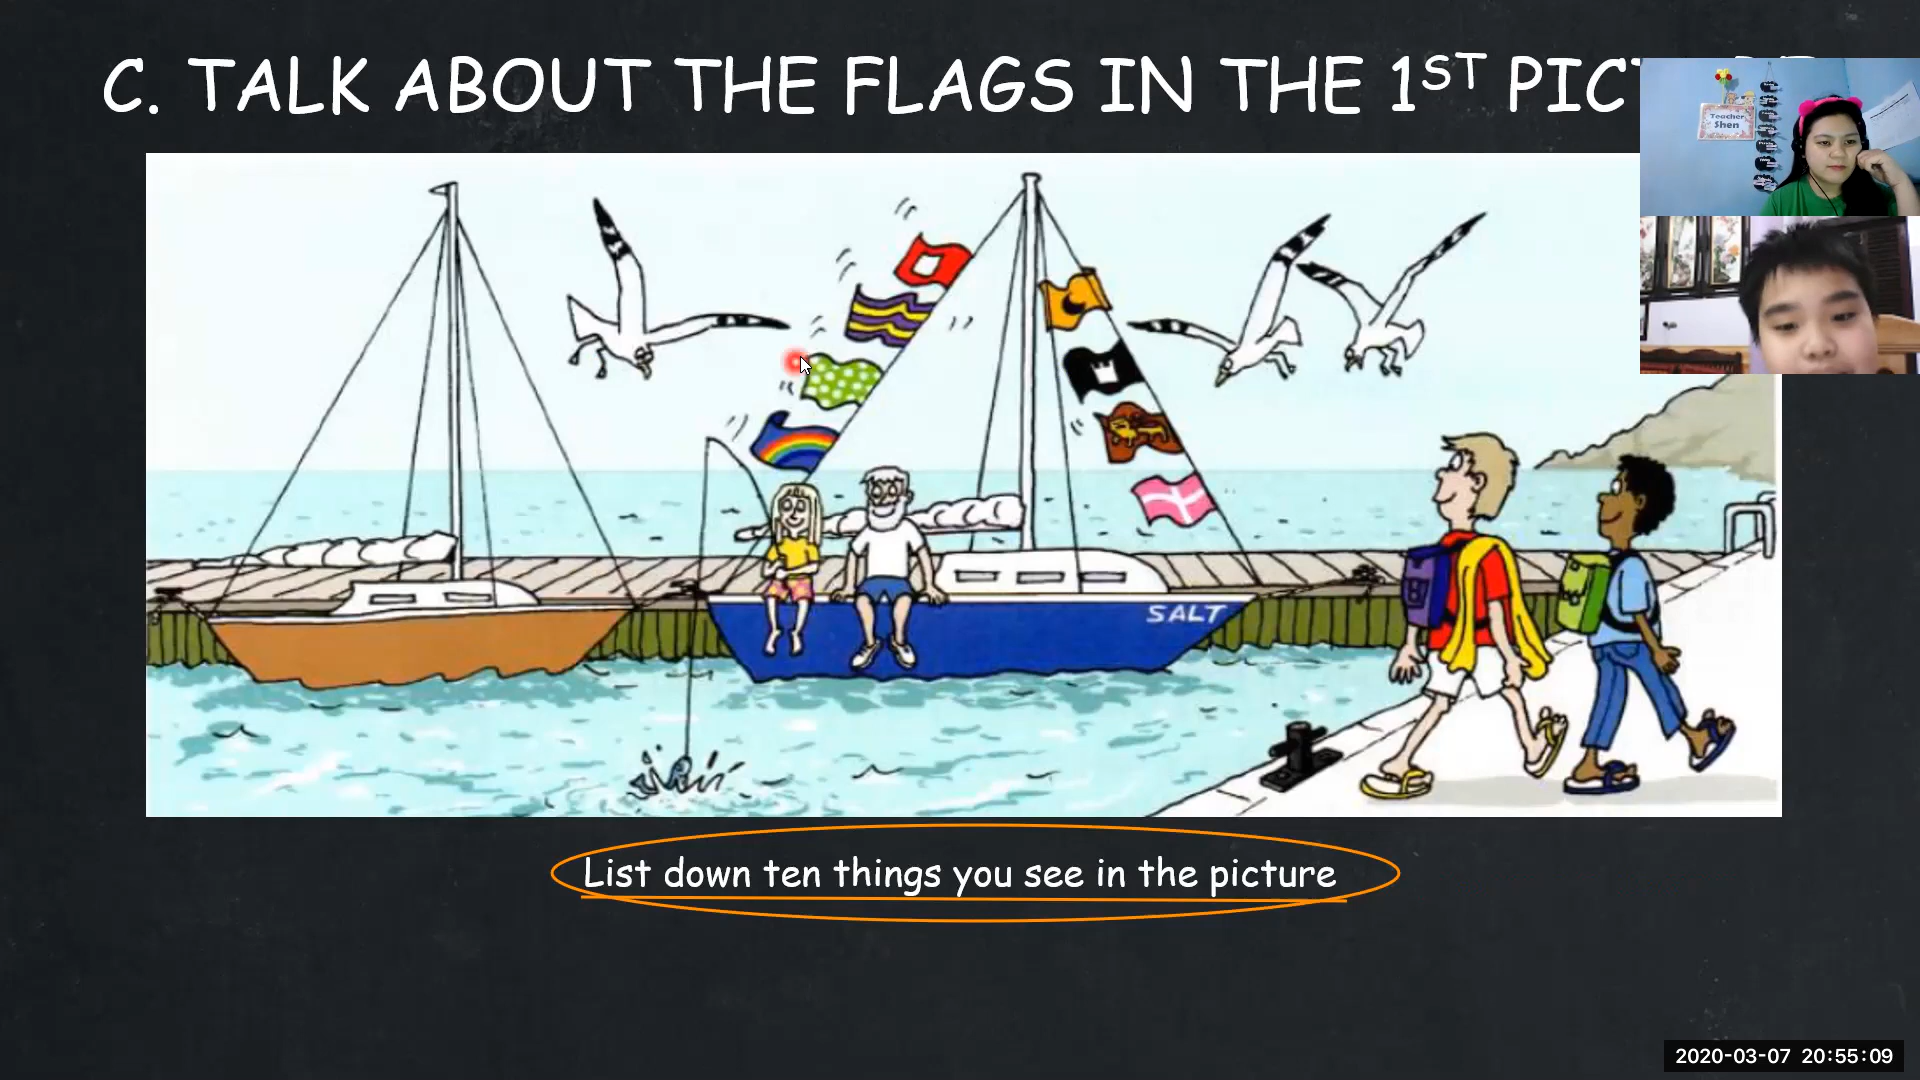 C. TALK ABOUT THE FLAGS IN THE 1ST
Teacher
Shen
SALT
List down ten things you see in the picture
2020-03-07 20:55:09